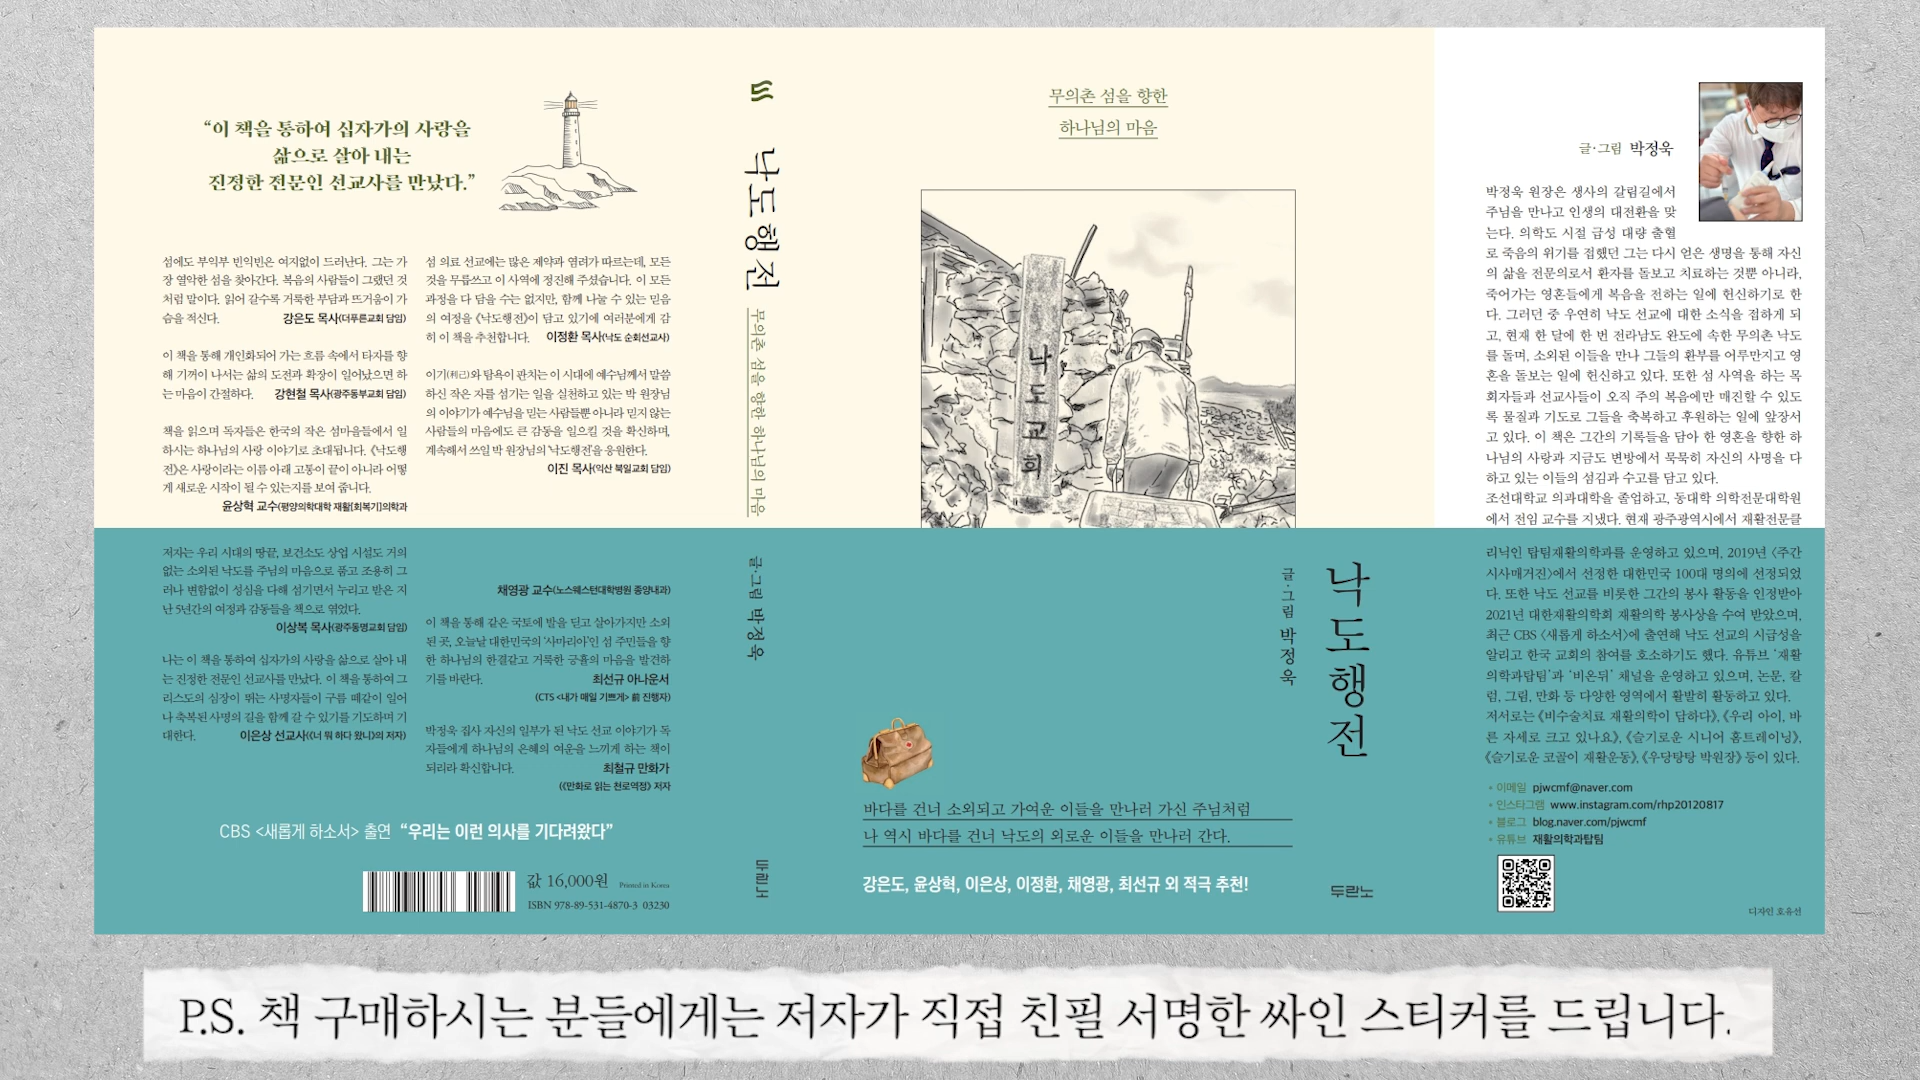 “이 책을 통하여 십자가의 사랑을
삶으로 살아 내는
진정한 전문인 선교사를 만났다.”
섬에도 부익부 빈익빈은 여지없이 드러난다. 그는 가
장 열악한 섬을 찾아간다. 복음의 사람들이 그랬던 것
처럼 말이다. 읽어 갈수록 거룩한 부담과 뜨거움이 가
슴을 적신다. 강은도 목사(더푸른교회 담임)
이 책을 통해 개인화되어 가는 흐름 속에서 타자를 향
해 기꺼이 나서는 삶의 도전과 확장이 일어났으면 하
는 마음이 간절하다. 강현철 목사(광주동부교회 담임)
책을 읽으며 독자들은 한국의 작은 섬마을들에서 일
하시는 하나님의 사랑 이야기로 초대됩니다. 《낙도행
전》은 사랑이라는 이름 아래 고통이 끝이 아니라 어떻
게 새로운 시작이 될 수 있는지를 보여 줍니다.
윤상혁 교수(평양의학대학 재활[회복기]의학과
저자는 우리 시대의 땅끝, 보건소도 상업 시설도 거의
없는 소외된 낙도를 주님의 마음으로 품고 조용히 그
러나 변함없이 성심을 다해 섬기면서 누리고 받은 지
난 5년간의 여정과 감동들을 책으로 엮었다.
이상복 목사(광주동명교회 담임)
나는 이 책을 통하여 십자가의 사랑을 삶으로 살아 내
는 진정한 전문인 선교사를 만났다. 이 책을 통하여 그
리스도의 심장이 뛰는 사명자들이 구름 떼같이 일어
나 축복된 사명의 길을 함께 갈 수 있기를 기도하며 기
대한다. 이은상 선교사(《너 뭐 하다 왔니》의 저자)
섬 의료 선교에는 많은 제약과 염려가 따르는데, 모든
것을 무릅쓰고 이 사역에 정진해 주셨습니다. 이 모든
과정을 다 담을 수는 없지만, 함께 나눌 수 있는 믿음
의 여정을 《낙도행전》이 담고 있기에 여러분에게 감
히 이 책을 추천합니다. 이정환 목사(낙도 순회선교사)
이기(利己)와 탐욕이 판치는 이 시대에 예수님께서 말씀
하신 작은 자를 섬기는 일을 실천하고 있는 박 원장님
의 이야기가 예수님을 믿는 사람들뿐 아니라 믿지 않는
사람들의 마음에도 큰 감동을 일으킬 것을 확신하며,
계속해서 쓰일 박 원장님의 '낙도행전'을 응원한다.
이진 목사(익산 북일교회 담임)
채영광 교수(노스웨스턴대학병원 종양내과)
이 책을 통해 같은 국토에 발을 딛고 살아가지만 소외
된 곳, 오늘날 대한민국의 '사마리아'인 섬 주민들을 향
한 하나님의 한결같고 거룩한 긍휼의 마음을 발견하
기를 바란다. 최선규 아나운서
(CTS <내가 매일 기쁘게> 前 진행자)
박정욱 집사 자신의 일부가 된 낙도 선교 이야기가 독
자들에게 하나님의 은혜의 여운을 느끼게 하는 책이
되리라 확신합니다. 최철규 만화가
(《만화로 읽는 천로역정》 저자
CBS <새롭게 하소서> 출연 “우리는 이런 의사를 기다려왔다”
값 16,000원 Printed in Korea
ISBN 978-89-531-4870-3 03230
낙도행전 무의촌 섬을 향한 하나님의 마음
글·그림 박정욱
두란노
무의촌 섬을 향한
하나님의 마음
낙도교회
낙도행전
글·그림 박정욱
바다를 건너 소외되고 가여운 이들을 만나러 가신 주님처럼
나 역시 바다를 건너 낙도의 외로운 이들을 만나러 간다.
강은도, 윤상혁, 이은상, 이정환, 채영광, 최선규 외 적극 추천!
두란노
글·그림 박정욱
박정욱 원장은 생사의 갈림길에서
주님을 만나고 인생의 대전환을 맞
는다. 의학도 시절 급성 대량 출혈
로 죽음의 위기를 접했던 그는 다시 얻은 생명을 통해 자신
의 삶을 전문의로서 환자를 돌보고 치료하는 것뿐 아니라,
죽어가는 영혼들에게 복음을 전하는 일에 헌신하기로 한
다. 그러던 중 우연히 낙도 선교에 대한 소식을 접하게 되
고, 현재 한 달에 한 번 전라남도 완도에 속한 무의촌 낙도
를 돌며, 소외된 이들을 만나 그들의 환부를 어루만지고 영
혼을 돌보는 일에 헌신하고 있다. 또한 섬 사역을 하는 목
회자들과 선교사들이 오직 주의 복음에만 매진할 수 있도
록 물질과 기도로 그들을 축복하고 후원하는 일에 앞장서
고 있다. 이 책은 그간의 기록들을 담아 한 영혼을 향한 하
나님의 사랑과 지금도 변방에서 묵묵히 자신의 사명을 다
하고 있는 이들의 섬김과 수고를 담고 있다.
조선대학교 의과대학을 졸업하고, 동대학 의학전문대학원
에서 전임 교수를 지냈다. 현재 광주광역시에서 재활전문클
리닉인 탑팀재활의학과를 운영하고 있으며, 2019년 〈주간
시사매거진〉에서 선정한 대한민국 100대 명의에 선정되었
다. 또한 낙도 선교를 비롯한 그간의 봉사 활동을 인정받아
2021년 대한재활의학회 재활의학 봉사상을 수여 받았으며,
최근 CBS 〈새롭게 하소서〉에 출연해 낙도 선교의 시급성을
알리고 한국 교회의 참여를 호소하기도 했다. 유튜브 '재활
의학과탑팀'과 '비온뒤' 채널을 운영하고 있으며, 논문, 칼
럼, 그림, 만화 등 다양한 영역에서 활발히 활동하고 있다.
저서로는 《비수술치료 재활의학이 답하다》, 《우리 아이, 바
른 자세로 크고 있나요》, 《슬기로운 시니어 홈트레이닝》,
《슬기로운 코골이 재활운동》, 《우당탕탕 박원장》 등이 있다.
• 이메일 pjwcmf@naver.com
• 인스타그램 www.instagram.com/rhp20120817
• 블로그 blog.naver.com/pjwcmf
• 유튜브 재활의학과탑팀
디자인 호유선
P.S. 책 구매하시는 분들에게는 저자가 직접 친필 서명한 싸인 스티커를 드립니다.